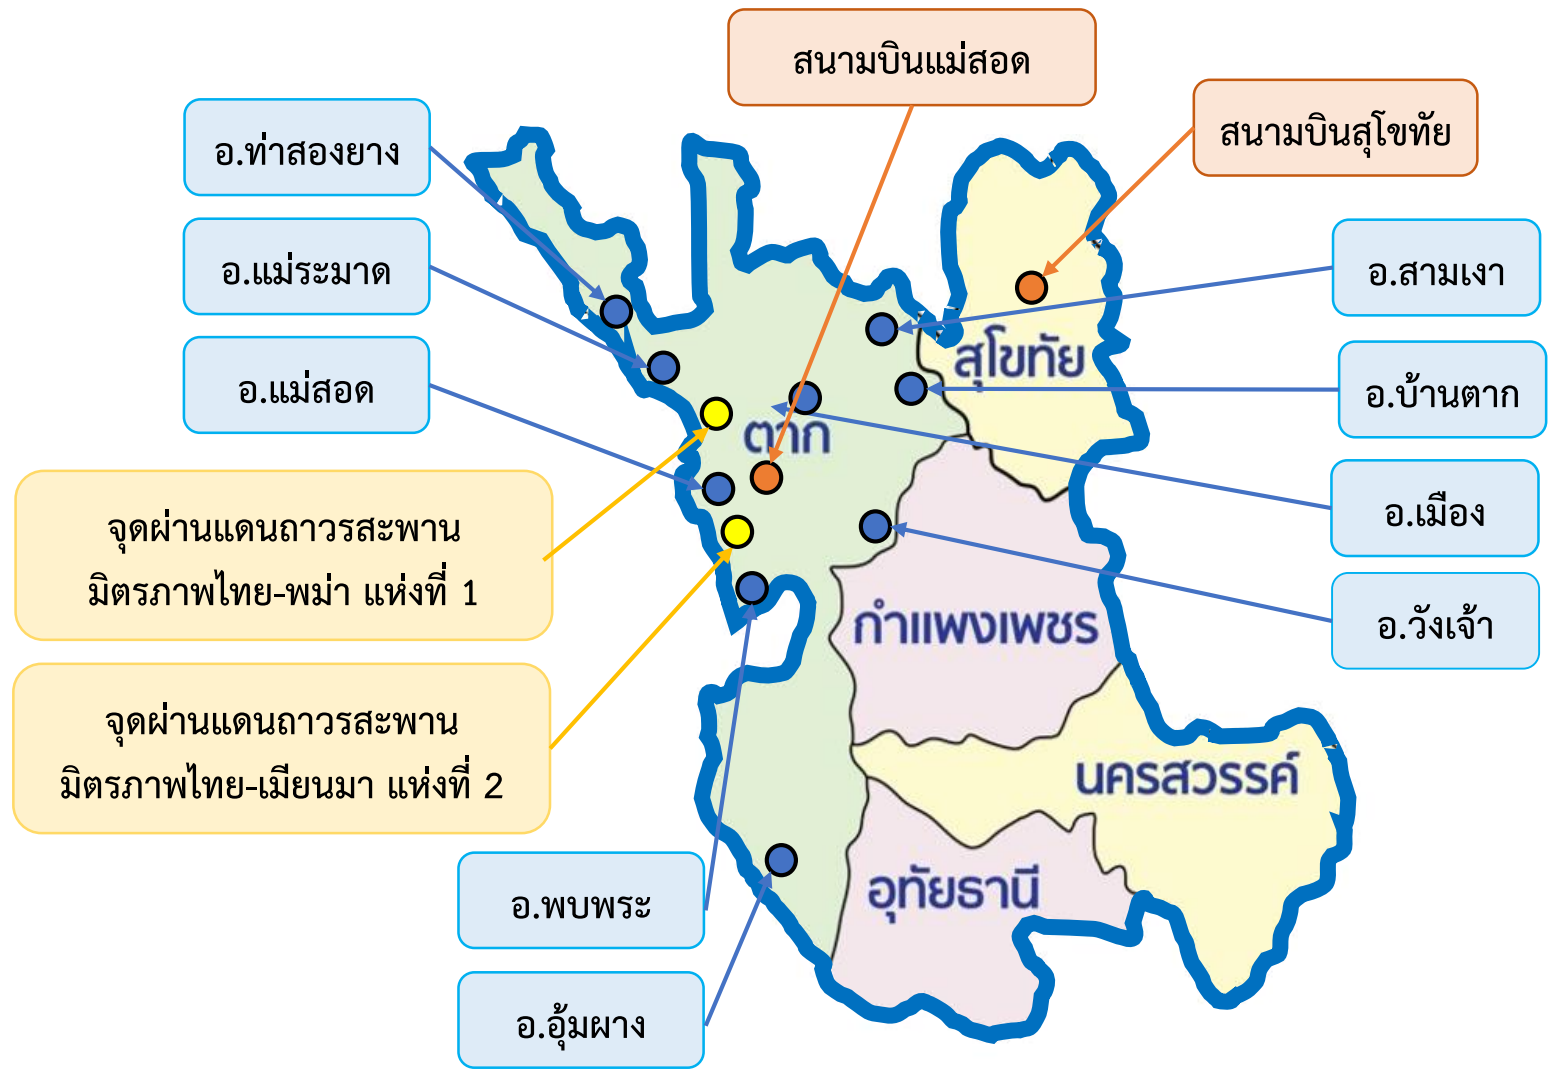 สนามบินแม่สอด
สนามบินสุโขทัย
อ.ท่าสองยาง
อ.แม่ระมาด
อ.แม่สอด
จุดผ่านแดนถาวรสะพาน
มิตรภาพไทย-พม่า แห่งที่ 1
จุดผ่านแดนถาวรสะพาน
มิตรภาพไทย-เมียนมา แห่งที่ 2
อ.พบพระ
อ.อุ้มผาง
อ.สามเงา
อ.บ้านตาก
อ.เมือง
อ.วังเจ้า
สุโขทัย
ตาก
กำแพงเพชร
นครสวรรค์
อุทัยธานี